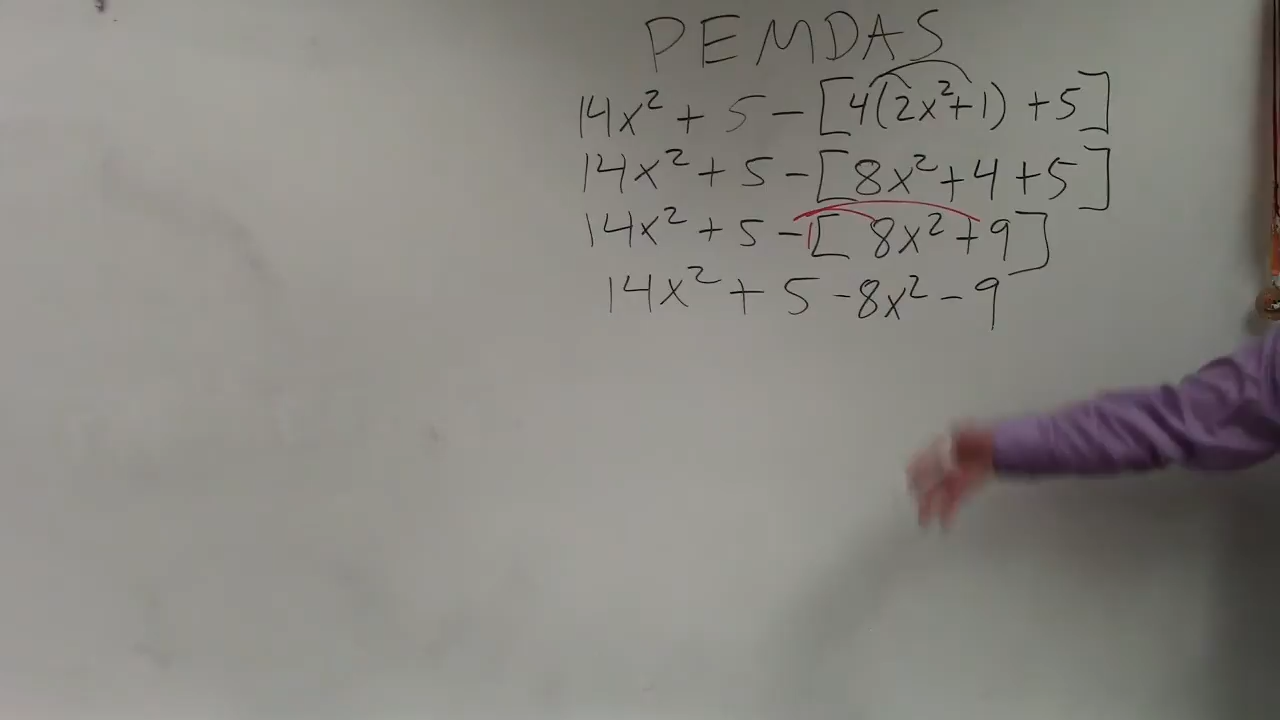 PEMDAS
14x² + 5 - [4(2x²+1) + 5]
14x² + 5 - [8x² + 4 + 5]
14x² + 5 - 1[8x² + 9]
14x² + 5 - 8x² - 9